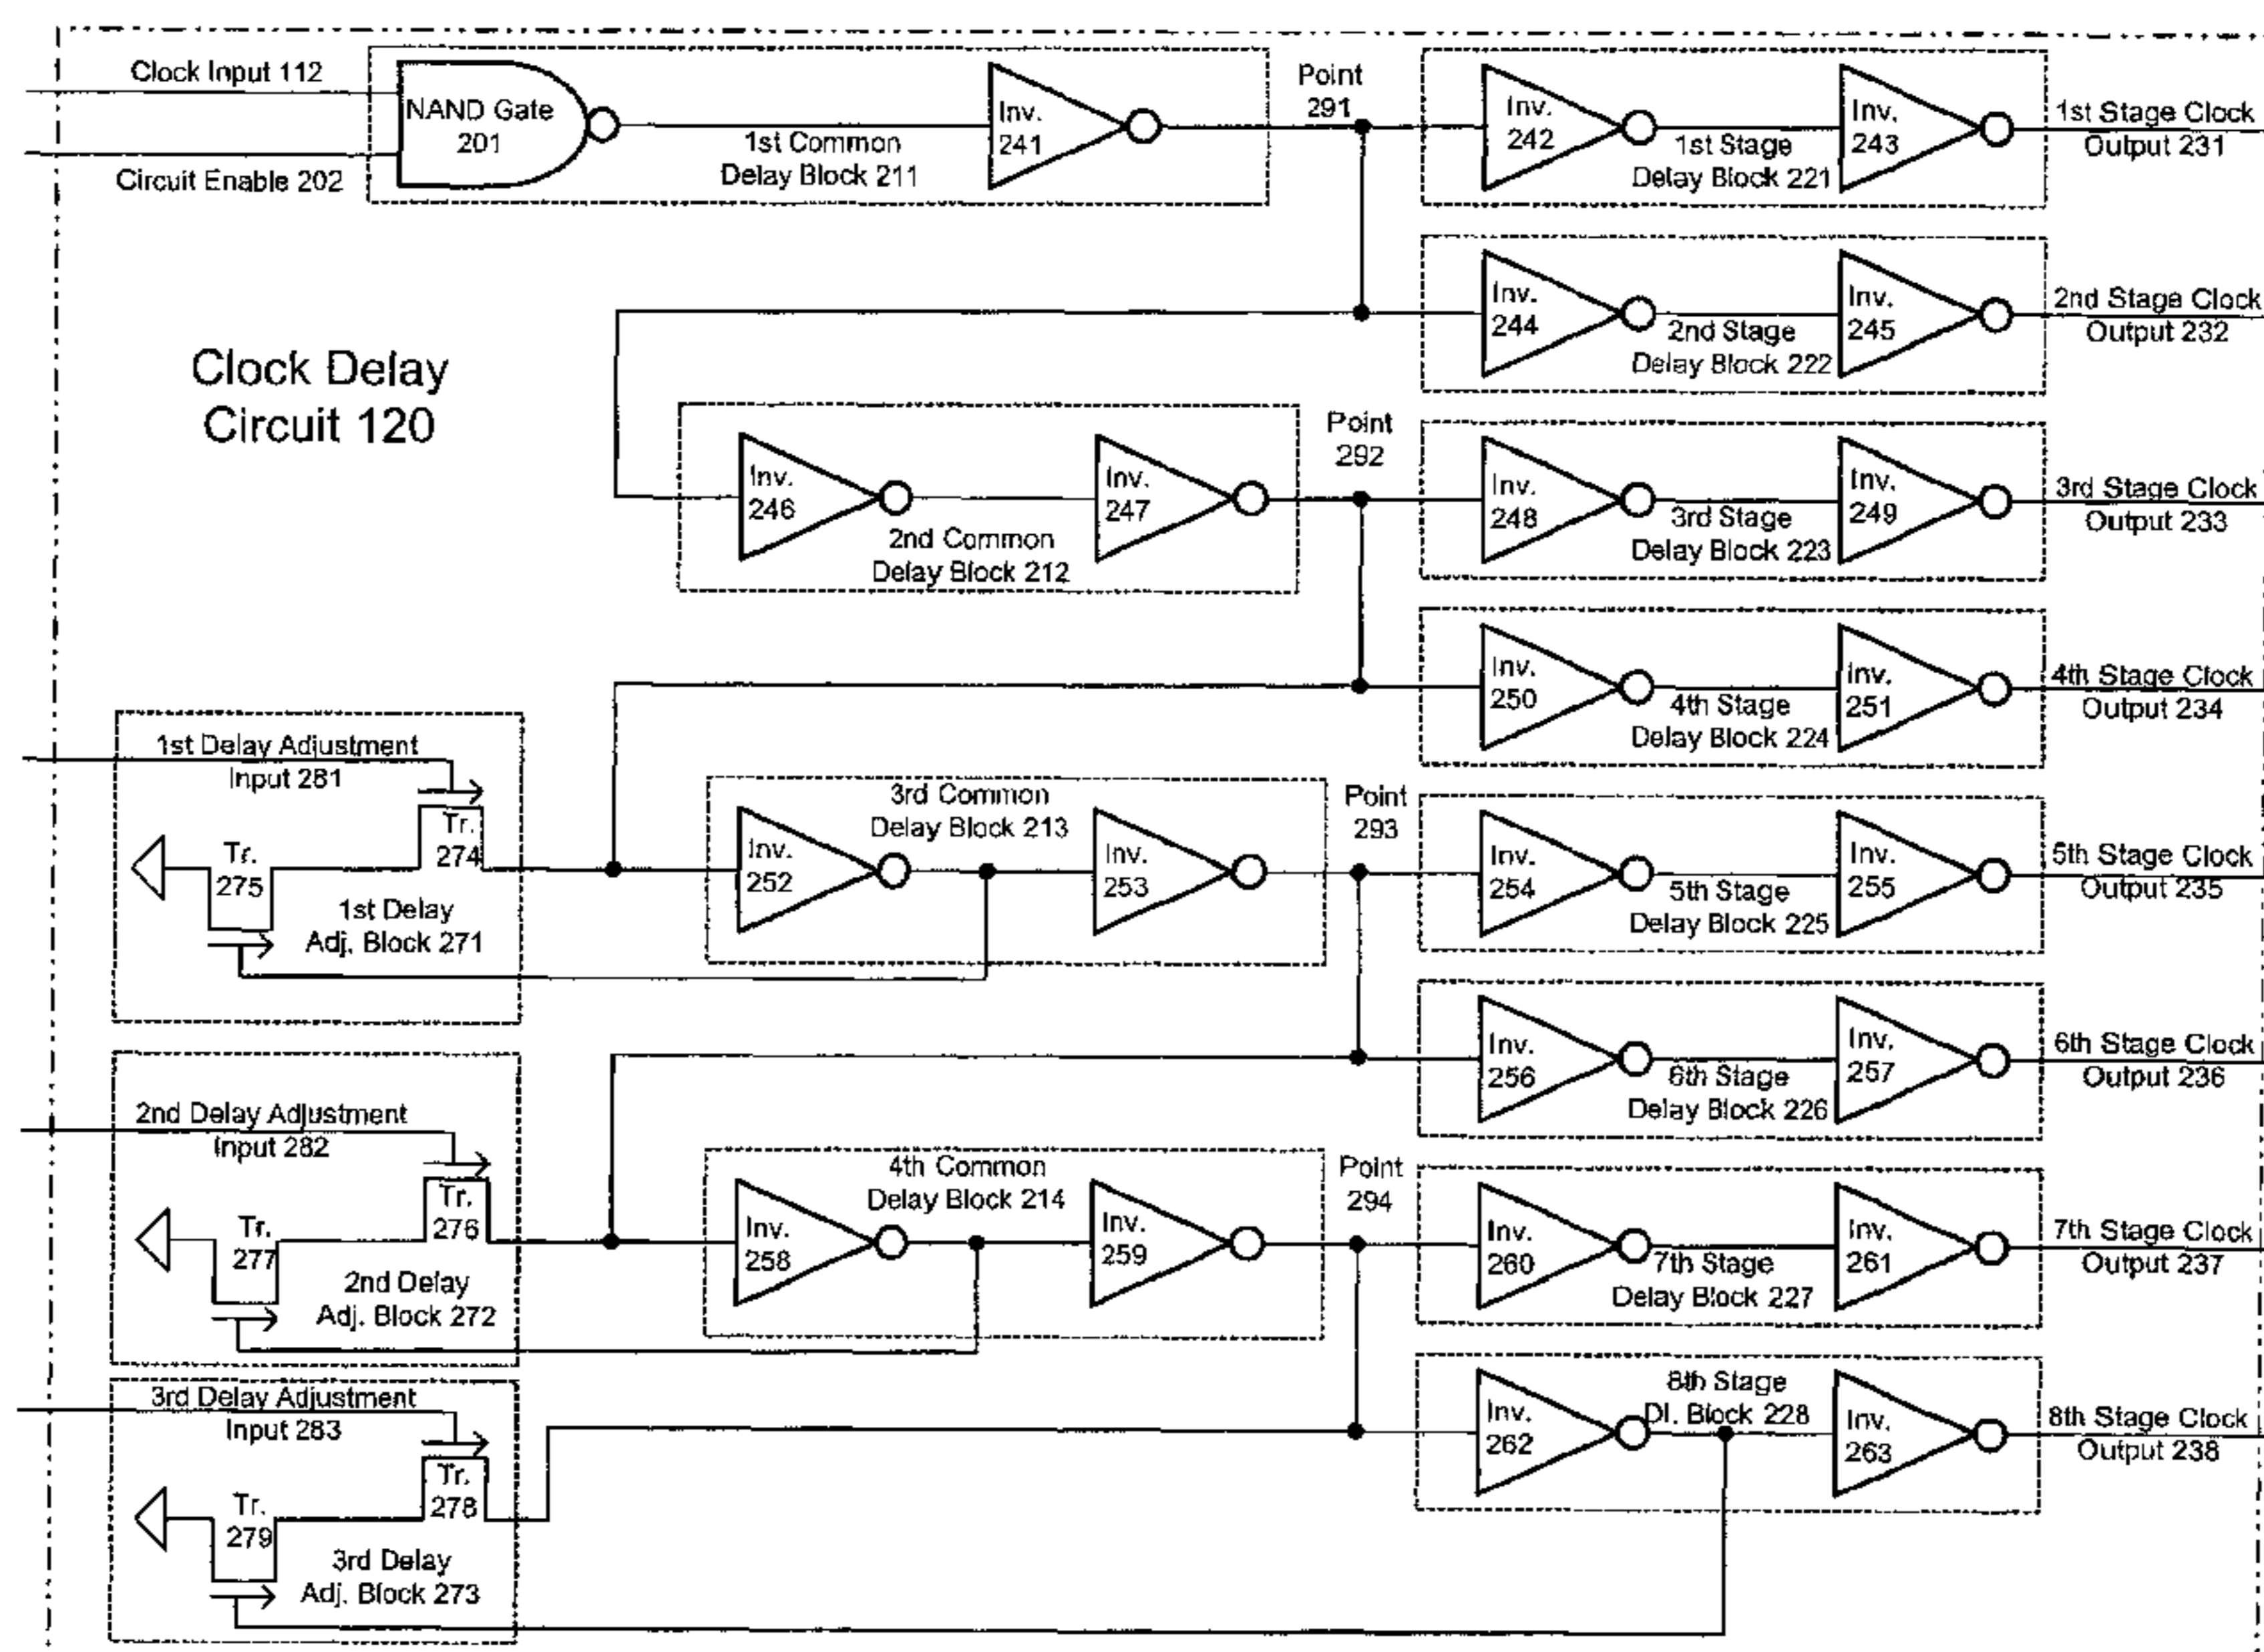 Clock Input 112
Circuit Enable 202
NAND Gate
201
1st Common
Delay Block 211
Inv.
241
Point
291
Inv.
242
1st Stage
Delay Block 221
Inv.
243
1st Stage Clock
Output 231
Inv.
244
2nd Stage
Delay Block 222
Inv.
245
2nd Stage Clock
Output 232
Clock Delay
Circuit 120
Inv.
246
2nd Common
Delay Block 212
Inv.
247
Point
292
Inv.
248
3rd Stage
Delay Block 223
Inv.
249
3rd Stage Clock
Output 233
Inv.
250
4th Stage
Delay Block 224
Inv.
251
4th Stage Clock
Output 234
1st Delay Adjustment
Input 281
Tr.
274
Tr.
275
1st Delay
Adj. Block 271
3rd Common
Delay Block 213
Inv.
252
Inv.
253
Point
293
Inv.
254
5th Stage
Delay Block 225
Inv.
255
5th Stage Clock
Output 235
Inv.
256
6th Stage
Delay Block 226
Inv.
257
6th Stage Clock
Output 236
2nd Delay Adjustment
Input 282
Tr.
276
Tr.
277
2nd Delay
Adj. Block 272
4th Common
Delay Block 214
Inv.
258
Inv.
259
Point
294
Inv.
260
7th Stage
Delay Block 227
Inv.
261
7th Stage Clock
Output 237
3rd Delay Adjustment
Input 283
Tr.
278
Tr.
279
3rd Delay
Adj. Block 273
Inv.
262
8th Stage
Dl. Block 228
Inv.
263
8th Stage Clock
Output 238